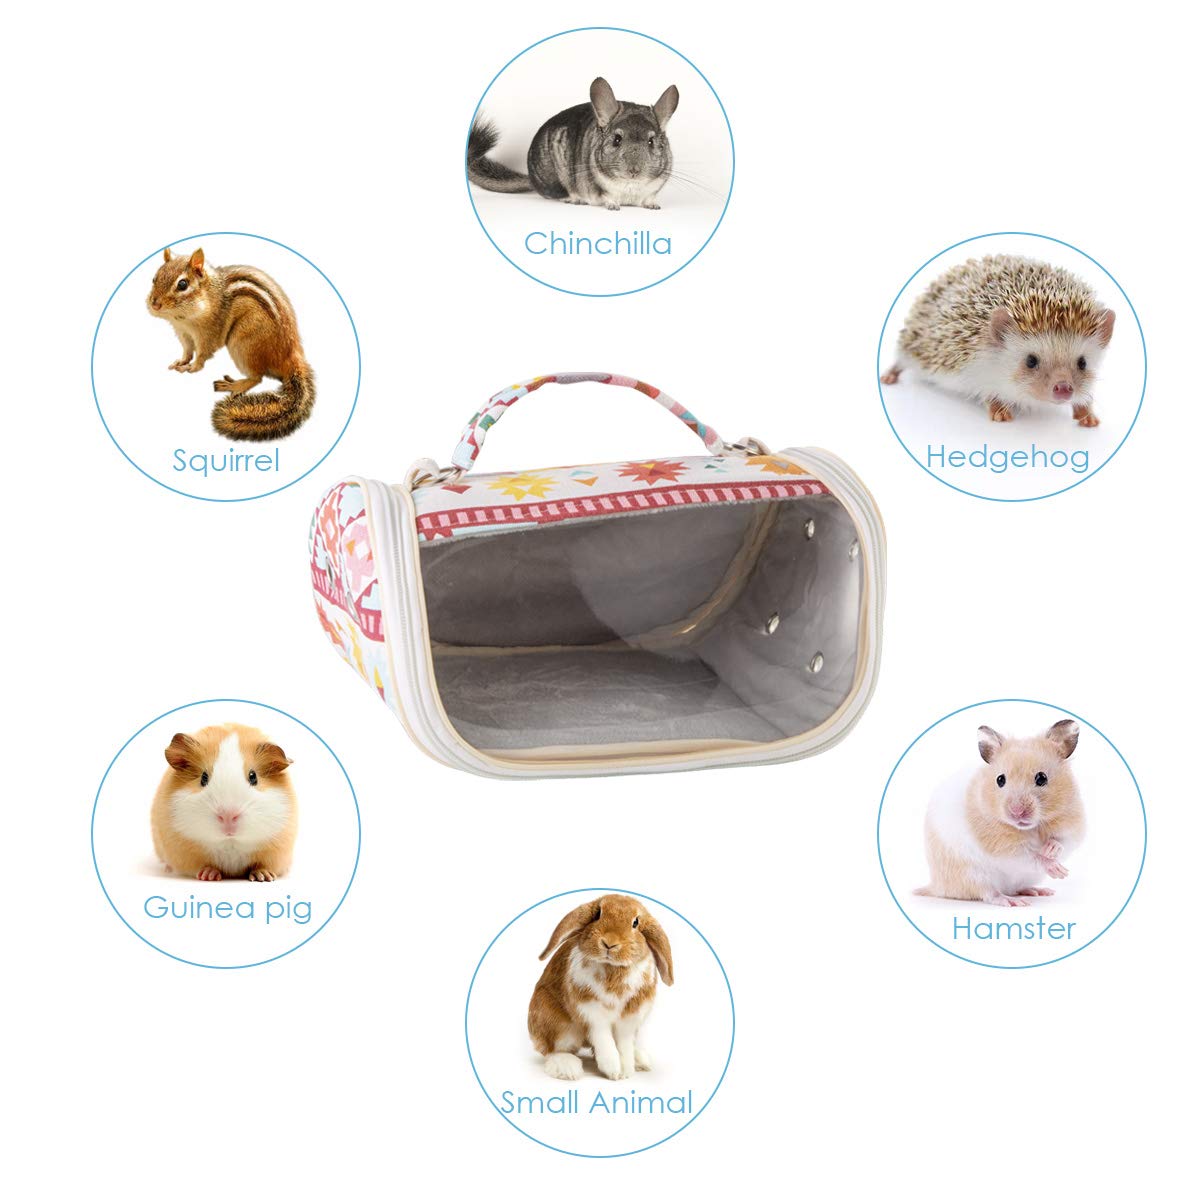 Chinchilla
Squirrel
Hedgehog
Guinea pig
Hamster
Small Animal